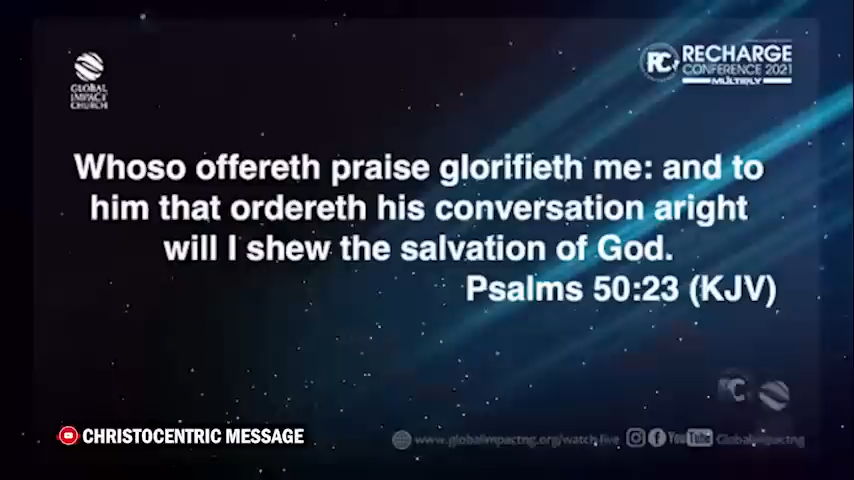 GLOBAL
IMPACT
CHURCH
RC
RECHARGE
CONFERENCE 2021
MULTIPLY
Whoso offereth praise glorifieth me: and to
him that ordereth his conversation aright
will I shew the salvation of God.
Psalms 50:23 (KJV)
CHRISTOCENTRIC MESSAGE
www.globalimpactng.org/watch-live
YouTube
Globalimpactng